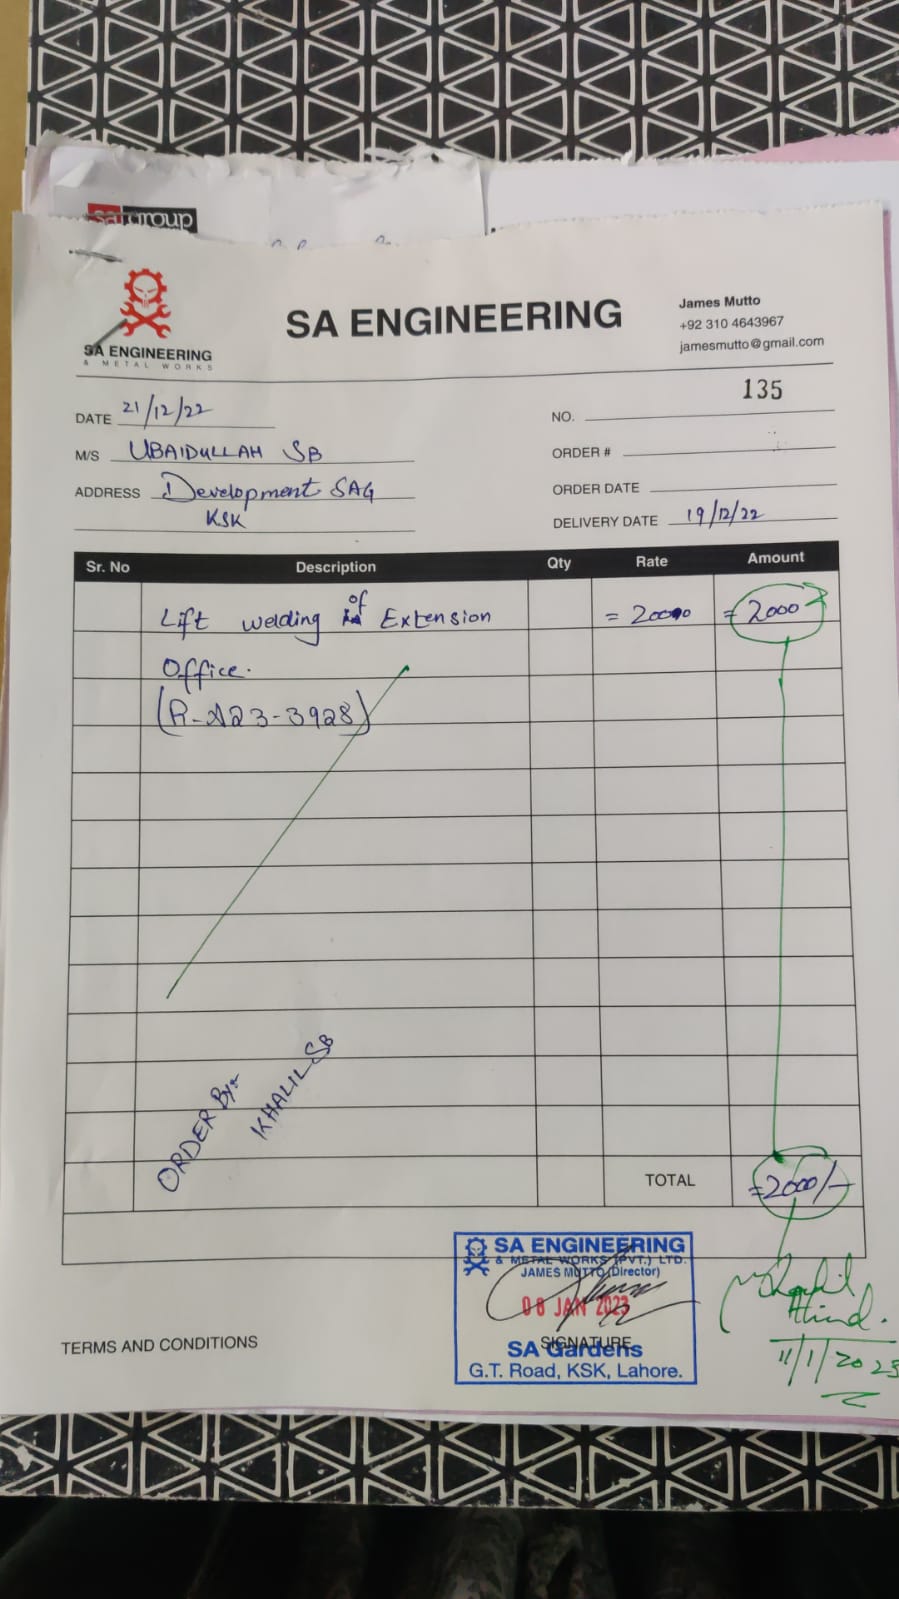 sa group
SA ENGINEERING
& METAL WORKS
SA ENGINEERING
James Mutto
+92 310 4643967
jamesmutto@gmail.com
135
DATE 21/12/22
NO.
M/S UBAIDULLAH SB
ORDER #
ADDRESS Development SAG
KSK
ORDER DATE
DELIVERY DATE 19/12/22
Sr. No Description Qty Rate Amount
Lift welding of Extension = 2000 = 2000
Office.
(R-A23-3928)
ORDER By:-
KHALIL SB
TOTAL =2000/-
SA ENGINEERING
& METAL WORKS (PVT.) LTD.
JAMES MUTTO (Director)
08 JAN 2023
SIGNATURE
SA Gardens
G.T. Road, KSK, Lahore.
TERMS AND CONDITIONS
11/1/2023